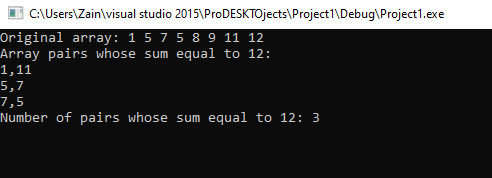 C:\Users\Zain\visual studio 2015\ProDESKTOjects\Project1\Debug\Project1.exe
Original array: 1 5 7 5 8 9 11 12
Array pairs whose sum equal to 12:
1,11
5,7
7,5
Number of pairs whose sum equal to 12: 3